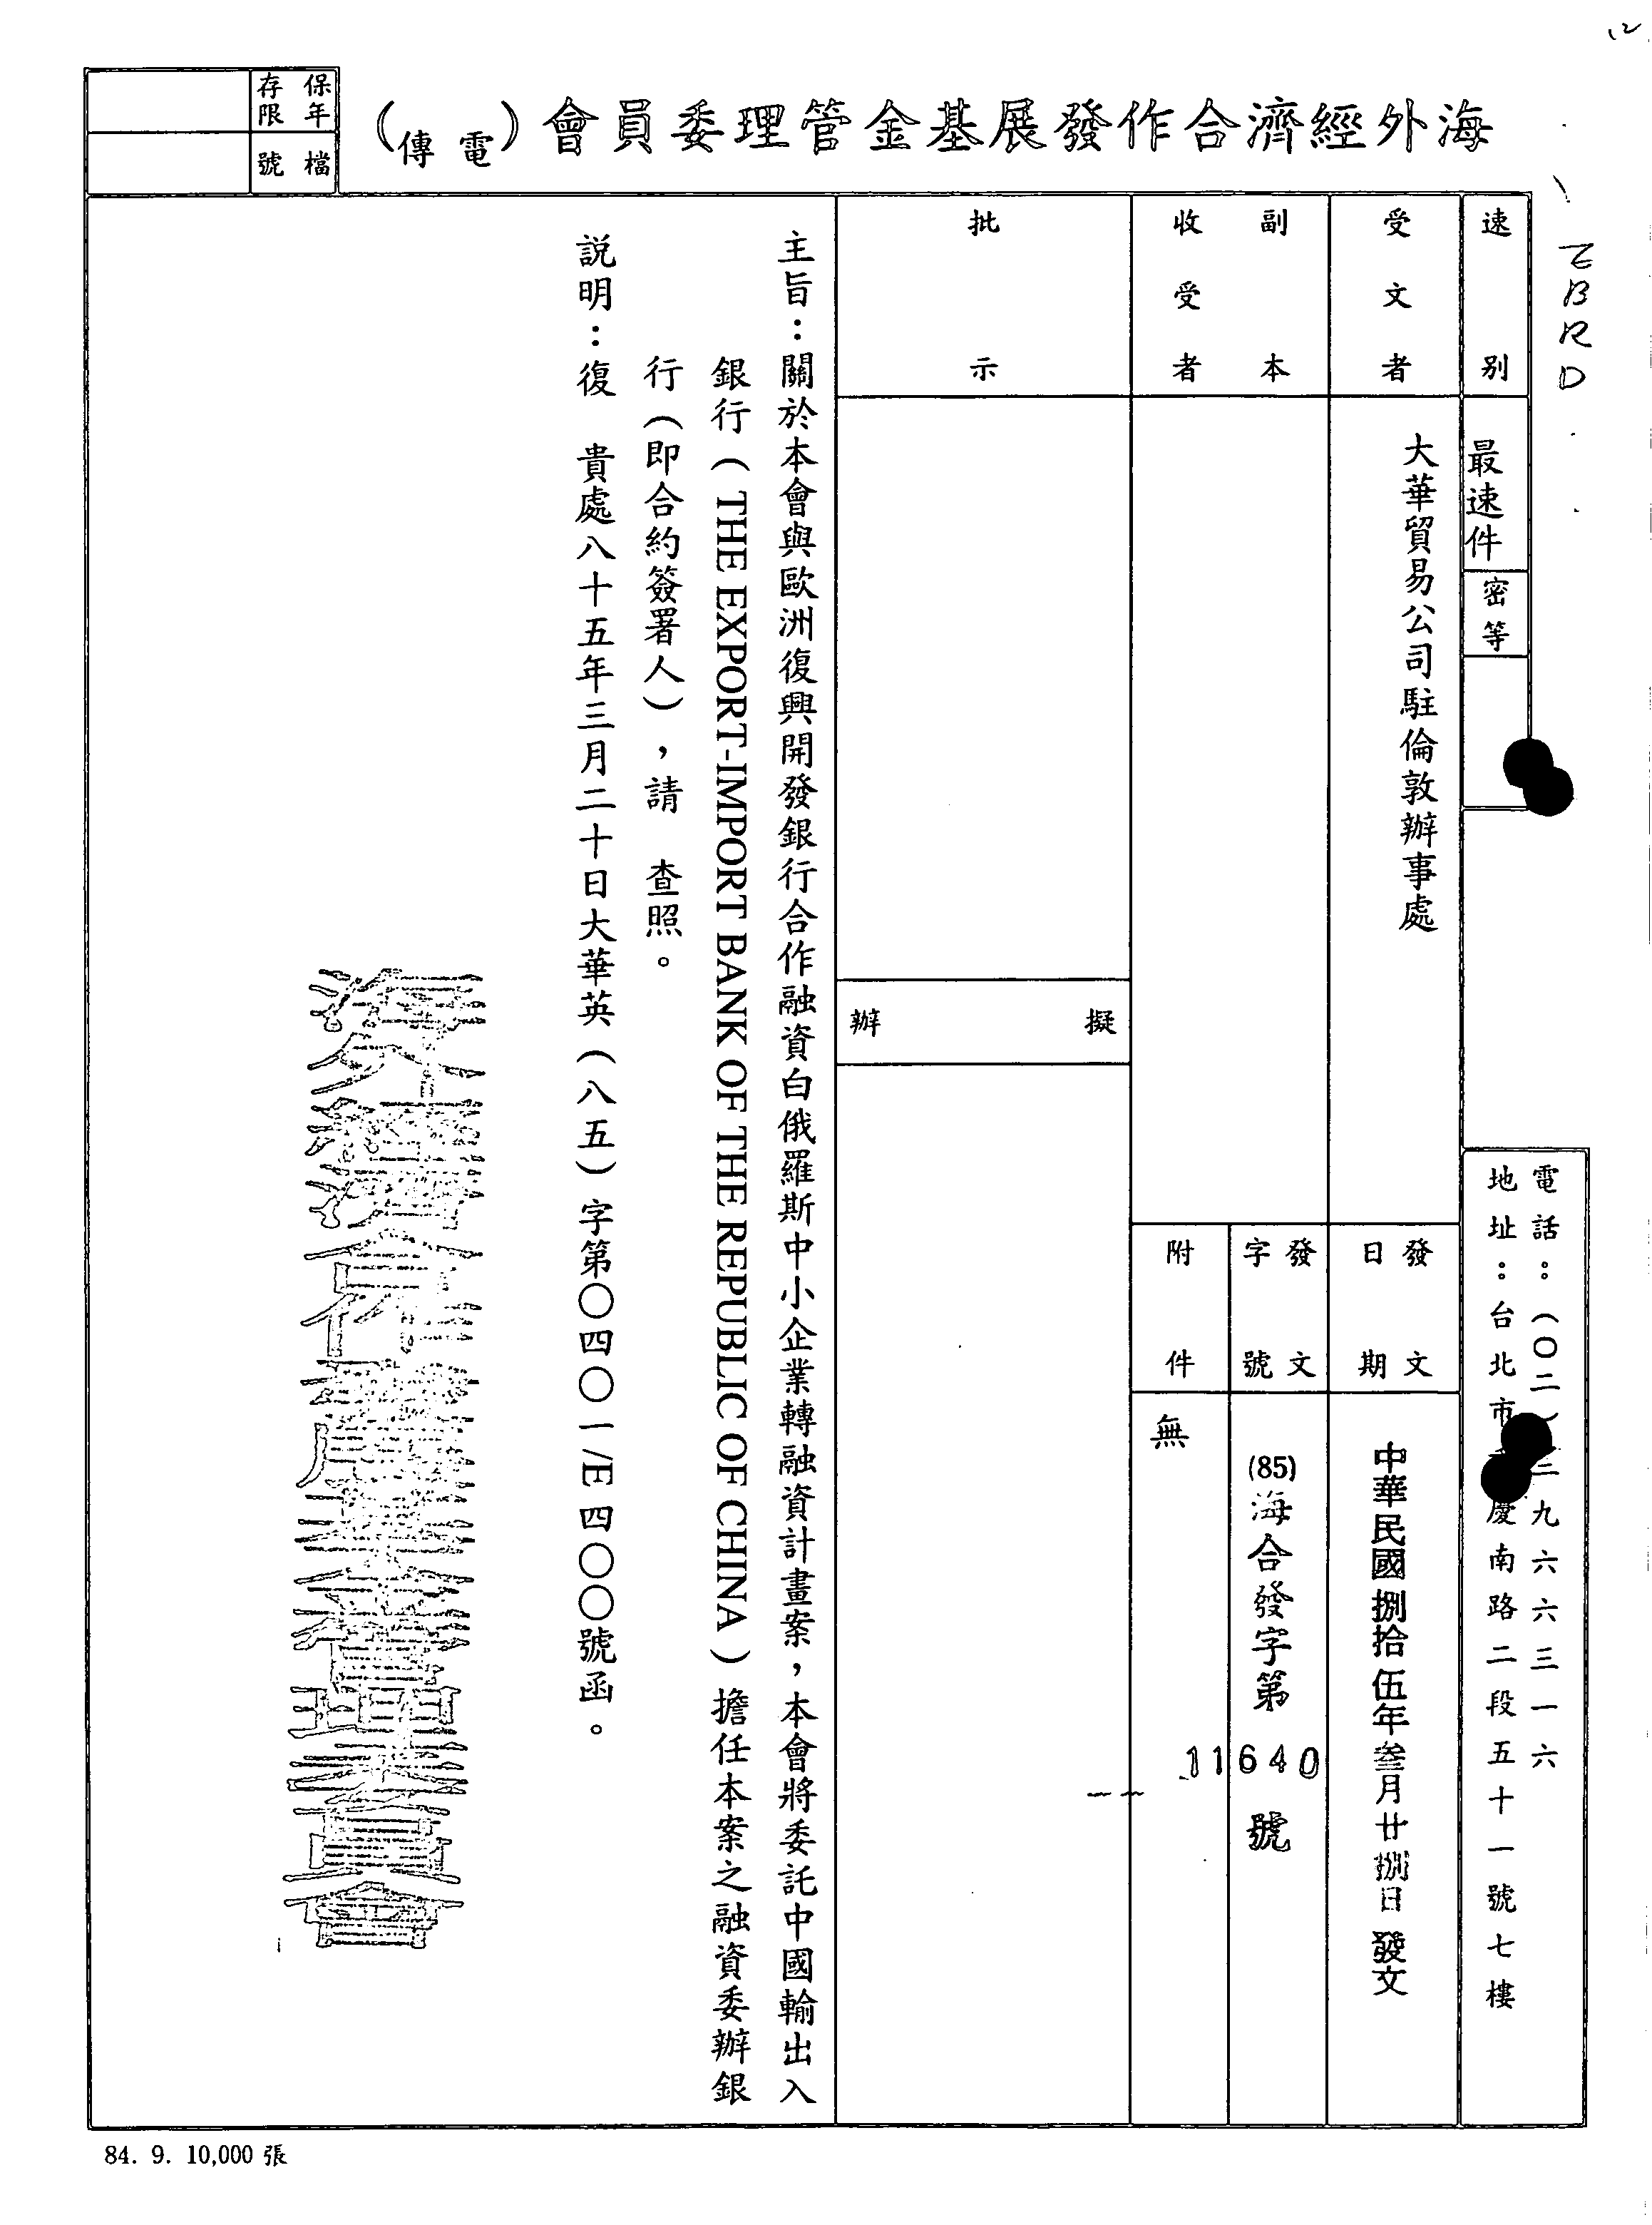 海外經濟合作發展基金管理委員會（電傳）
保存年限
檔號
EBRD
電話：（〇二）三九六六三一六
地址：台北市 慶南路二段五十一號七樓
速別
最速件
密等
受文者
大華貿易公司駐倫敦辦事處
發文日期
中華民國捌拾伍年叁月廿捌日發文
副本收受者
發文字號
(85)海合發字第11640號
附件
無
批示
擬辦
主旨：關於本會與歐洲復興開發銀行合作融資白俄羅斯中小企業轉融資計畫案，本會將委託中國輸出入
銀行（THE EXPORT-IMPORT BANK OF THE REPUBLIC OF CHINA）擔任本案之融資委辦銀
行（即合約簽署人），請 查照。
説明：復 貴處八十五年三月二十日大華英（八五）字第〇四〇一/E四〇〇號函。
海外經濟合作發展基金管理委員會
84. 9. 10,000 張